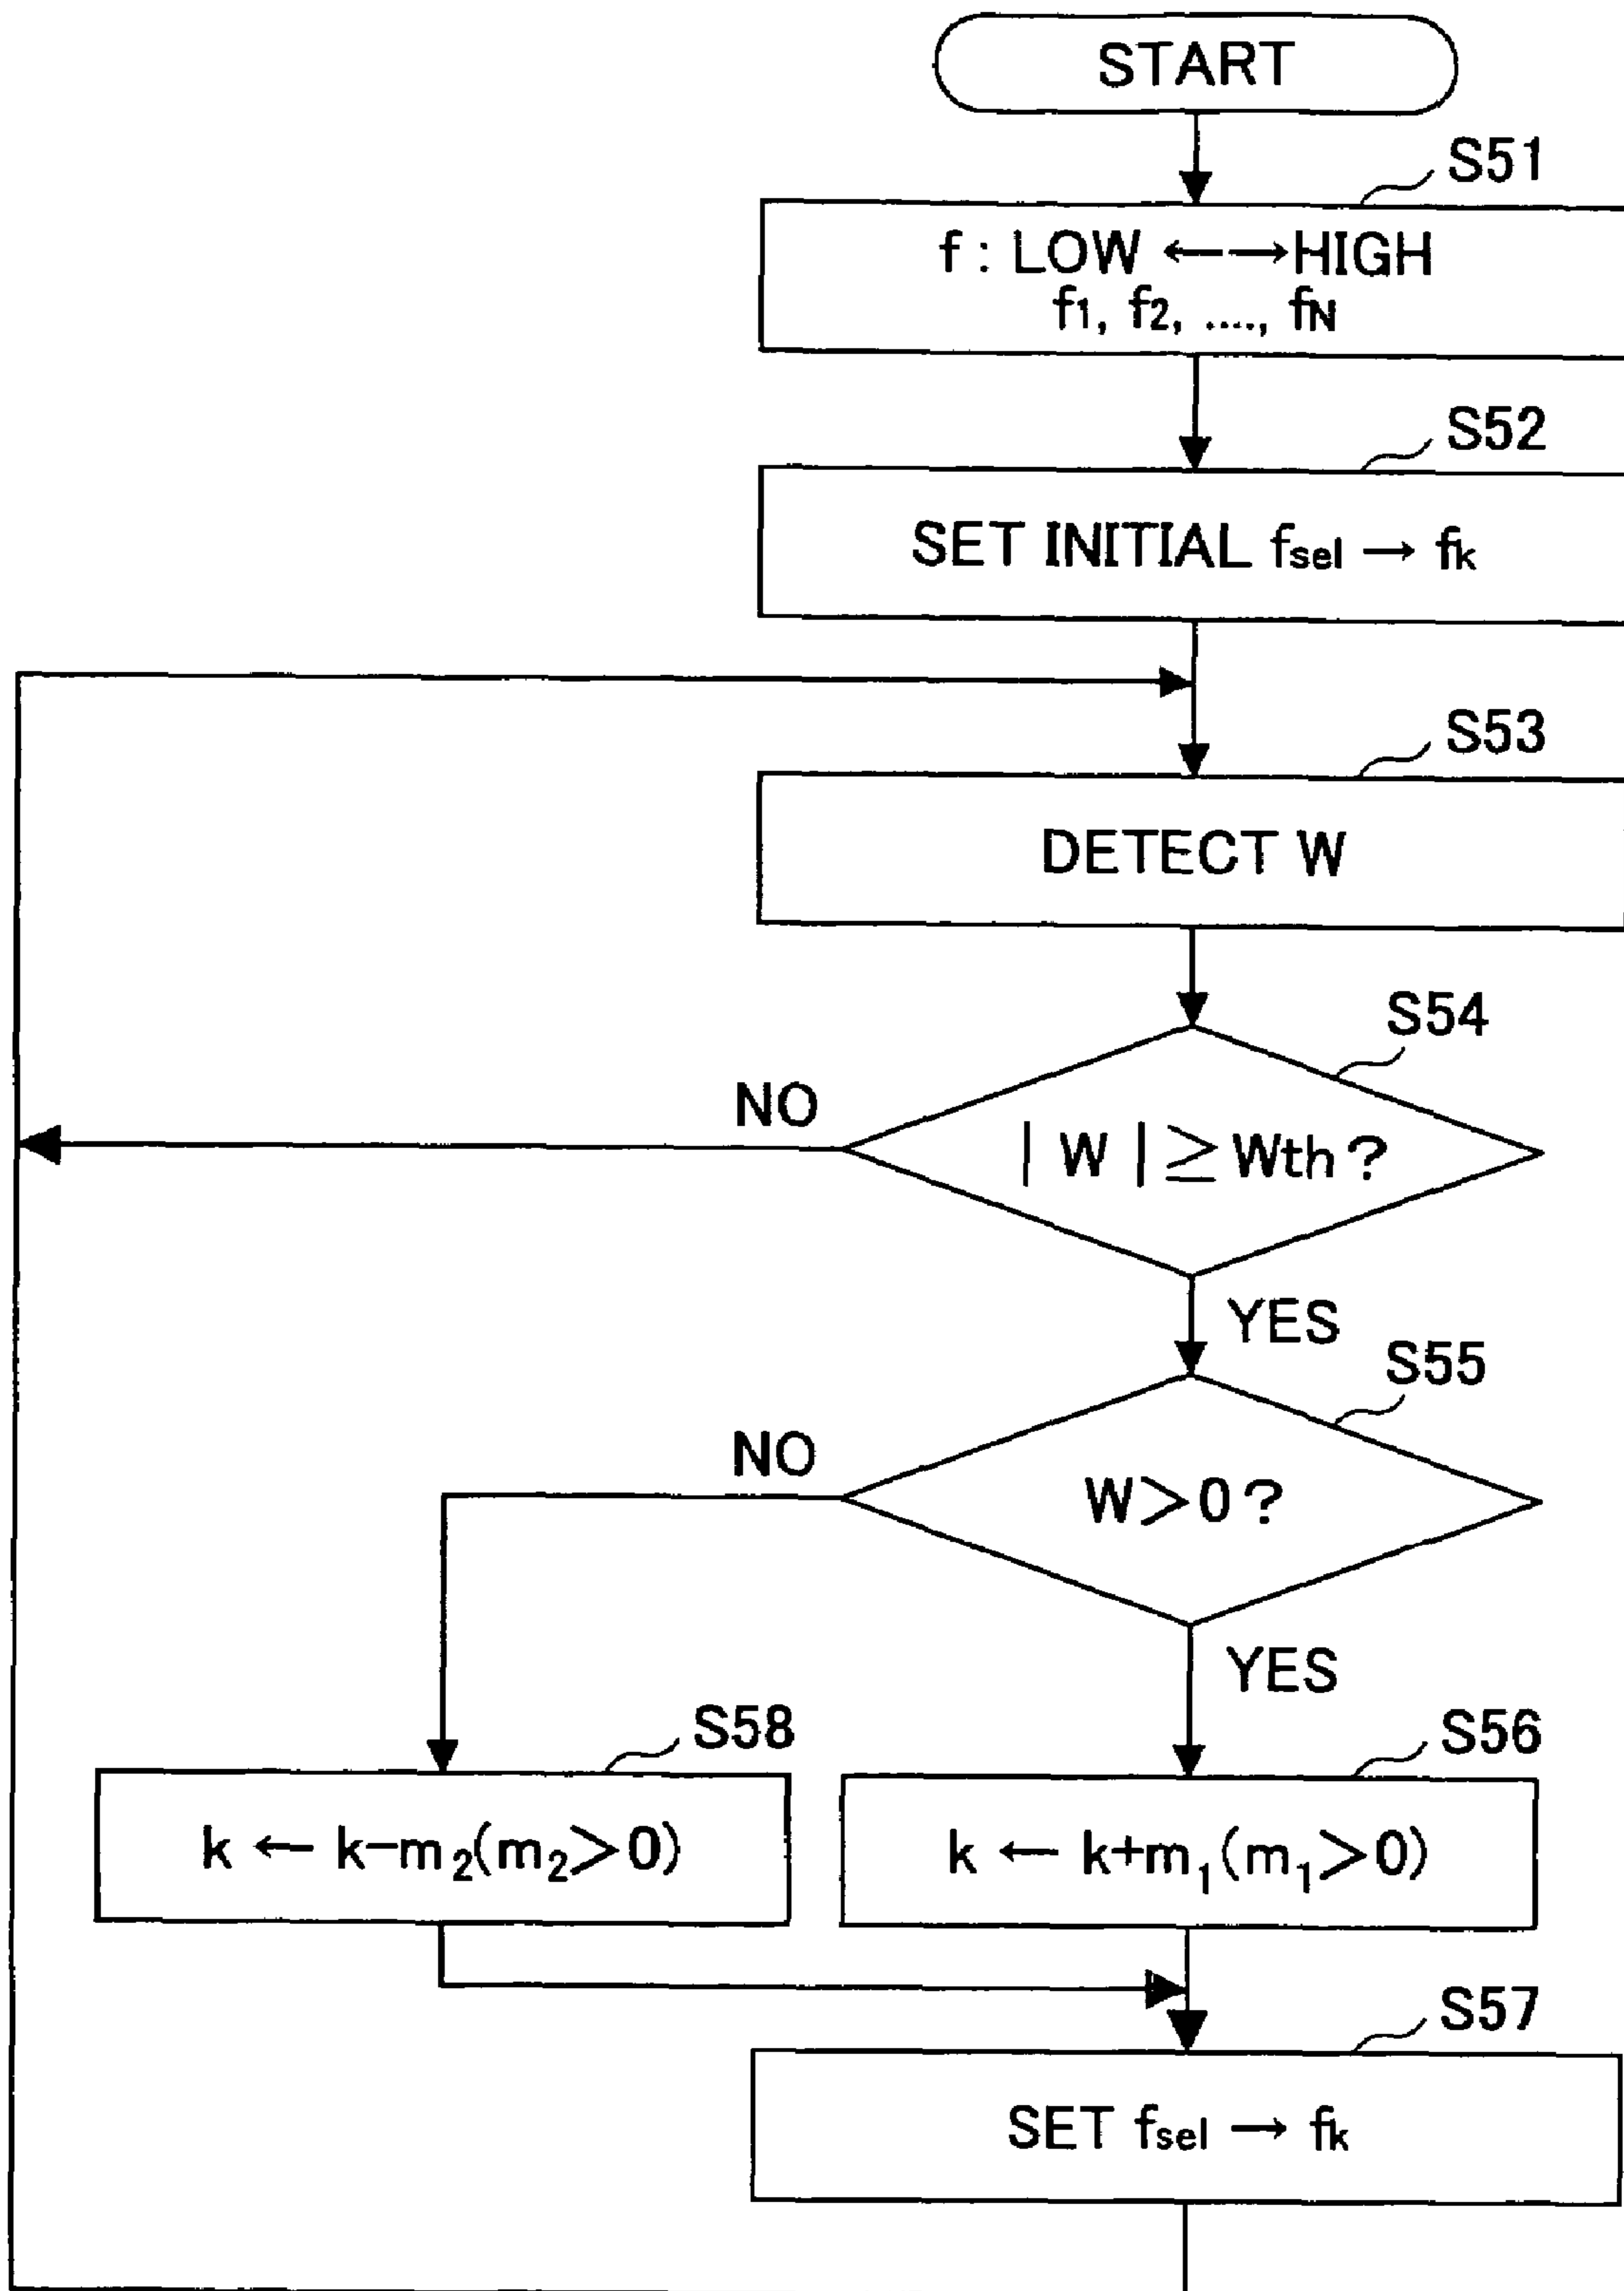 START
S51
f : LOW ←--→ HIGH
f1, f2, ...., fN
S52
SET INITIAL fsel → fk
S53
DETECT W
S54
NO
| W | ≧ Wth ?
YES
S55
NO
W>0 ?
YES
S58
S56
k ← k-m2(m2>0)
k ← k+m1(m1>0)
S57
SET fsel → fk